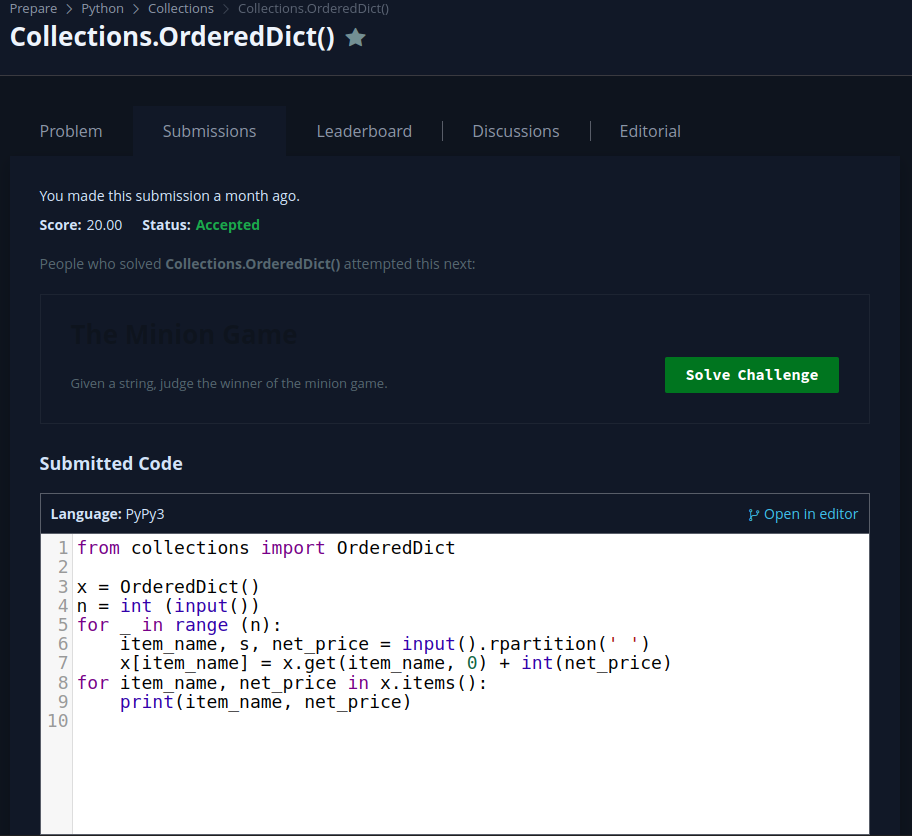 Prepare > Python > Collections > Collections.OrderedDict()
Collections.OrderedDict() ★
Problem Submissions Leaderboard | Discussions | Editorial
You made this submission a month ago.
Score: 20.00 Status: Accepted
People who solved Collections.OrderedDict() attempted this next:
The Minion Game
Given a string, judge the winner of the minion game.
Solve Challenge
Submitted Code
Language: PyPy3 Open in editor
1 from collections import OrderedDict
2
3 x = OrderedDict()
4 n = int (input())
5 for _ in range (n):
6     item_name, s, net_price = input().rpartition(' ')
7     x[item_name] = x.get(item_name, 0) + int(net_price)
8 for item_name, net_price in x.items():
9     print(item_name, net_price)
10